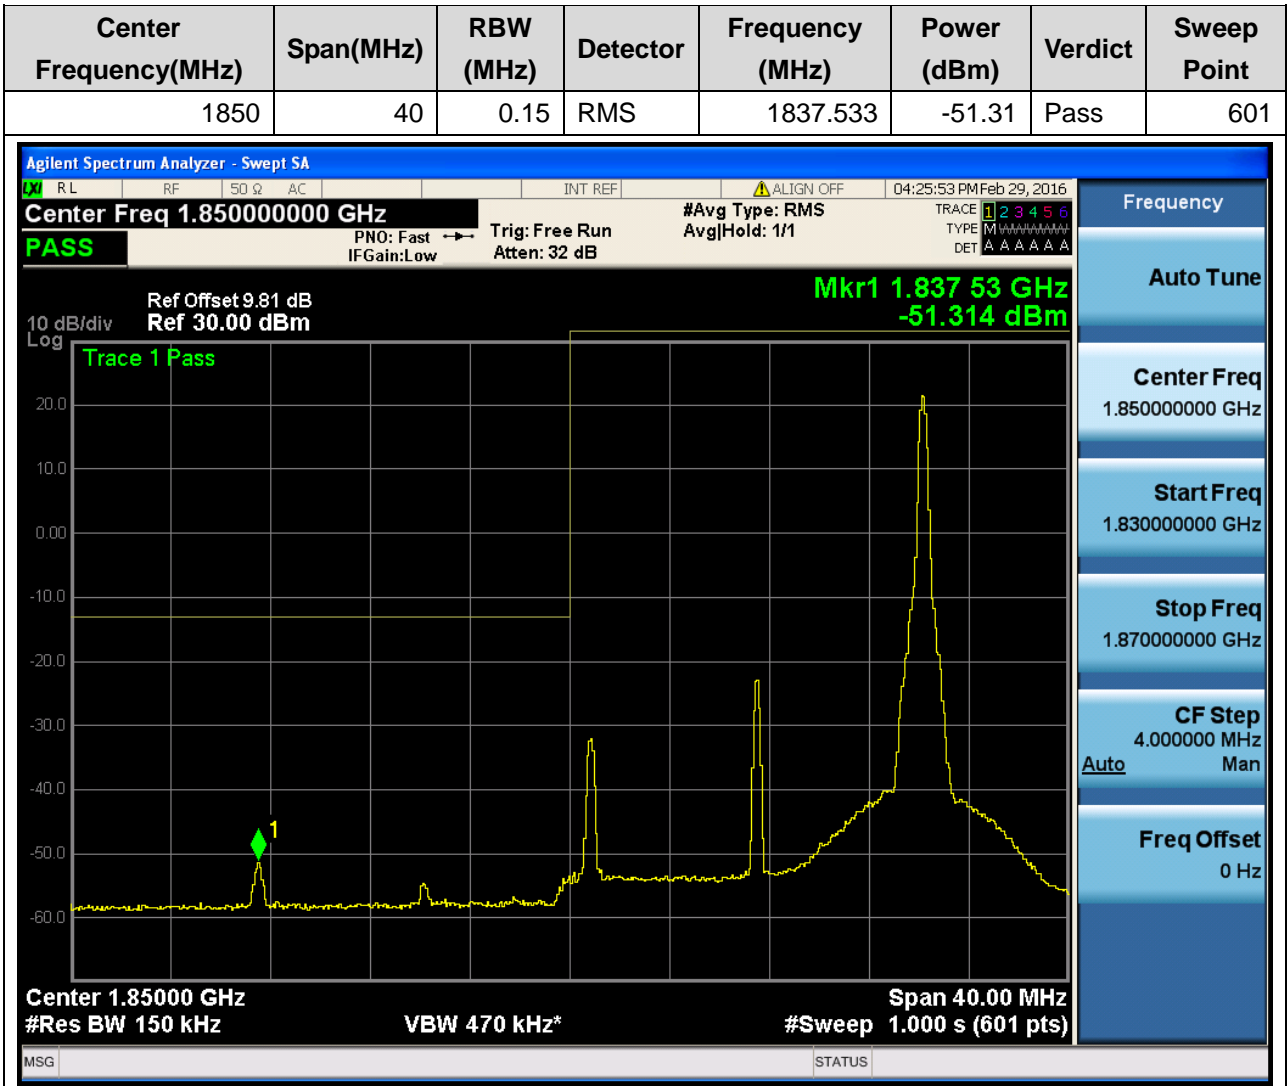 Center Frequency(MHz) Span(MHz) RBW (MHz) Detector Frequency (MHz) Power (dBm) Verdict Sweep Point
1850 40 0.15 RMS 1837.533 -51.31 Pass 601
Agilent Spectrum Analyzer - Swept SA
LXI RL RF 50 Ω AC INT REF ALIGN OFF 04:25:53 PM Feb 29, 2016
Center Freq 1.850000000 GHz
PASS
PNO: Fast
IFGain:Low
Trig: Free Run
Atten: 32 dB
#Avg Type: RMS
Avg|Hold: 1/1
TRACE 1 2 3 4 5 6
TYPE M WWWWW
DET A A A A A A
Mkr1 1.837 53 GHz
-51.314 dBm
Ref Offset 9.81 dB
10 dB/div Ref 30.00 dBm
Log
Trace 1 Pass
20.0
10.0
0.00
-10.0
-20.0
-30.0
-40.0
-50.0
-60.0
1
Center 1.85000 GHz Span 40.00 MHz
#Res BW 150 kHz VBW 470 kHz* #Sweep 1.000 s (601 pts)
MSG STATUS
Frequency
Auto Tune
Center Freq
1.850000000 GHz
Start Freq
1.830000000 GHz
Stop Freq
1.870000000 GHz
CF Step
4.000000 MHz
Auto Man
Freq Offset
0 Hz